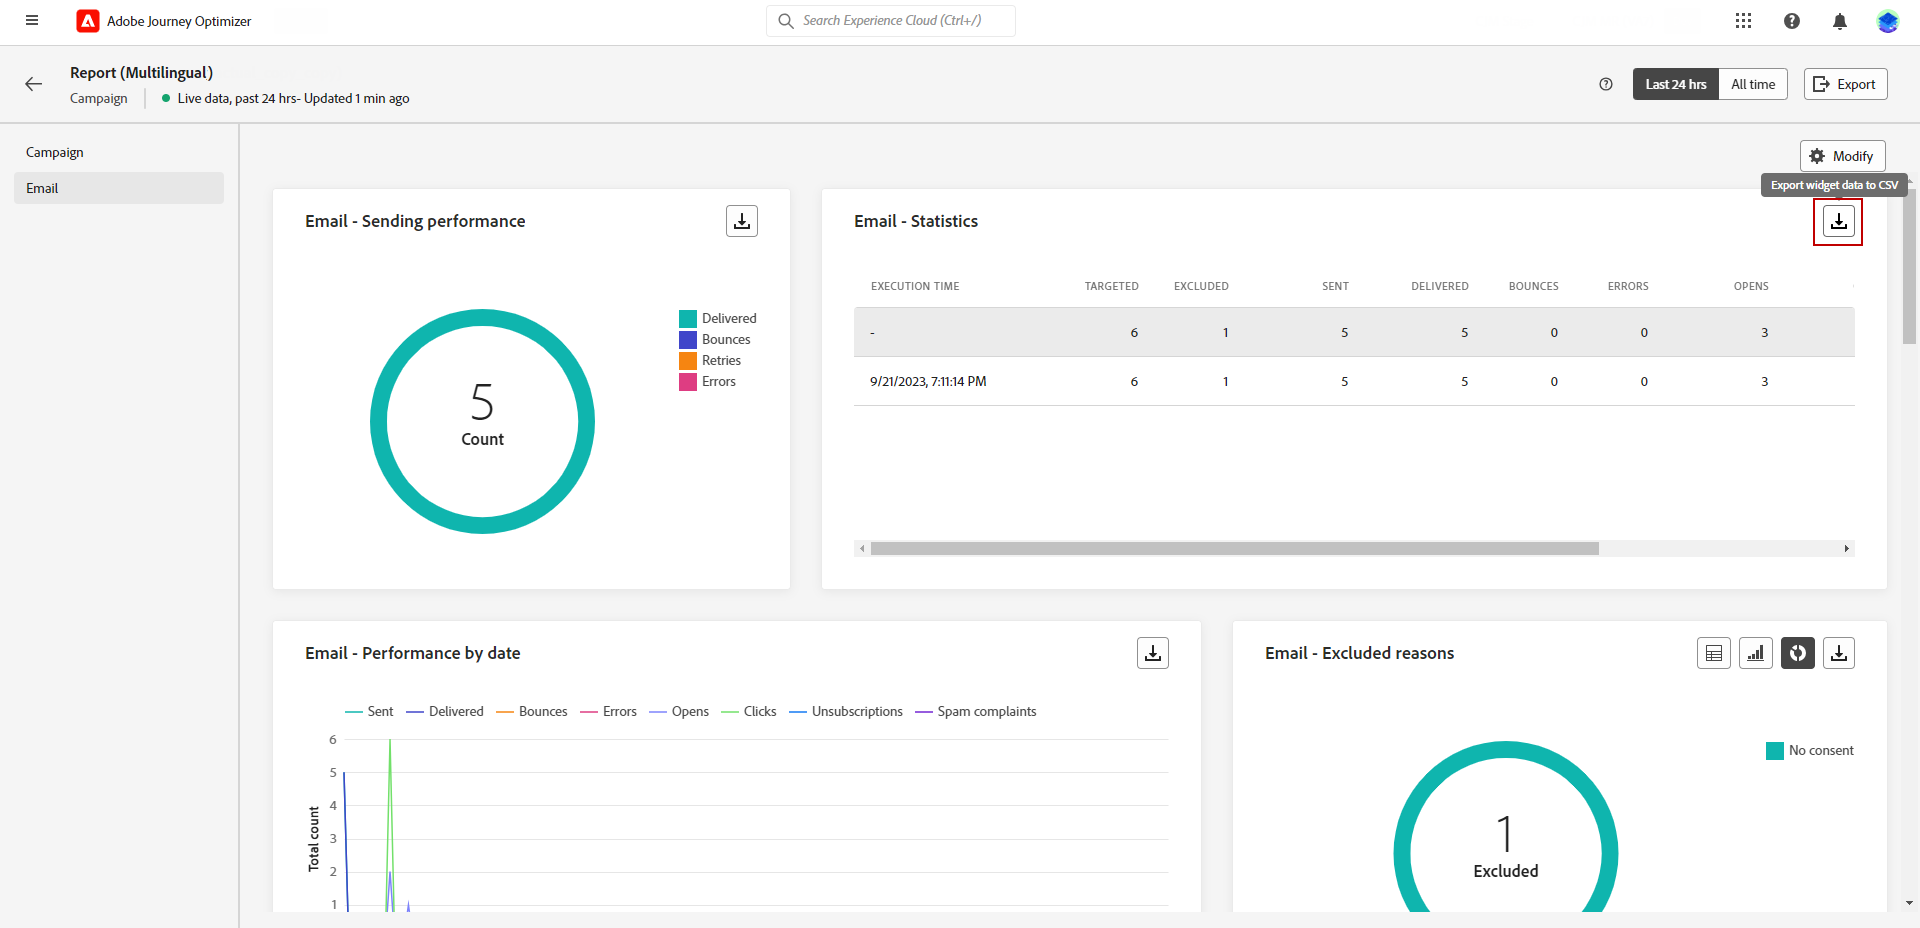 Adobe Journey Optimizer
Search Experience Cloud (Ctrl+/)
Report (Multilingual)
Campaign
Live data, past 24 hrs- Updated 1 min ago
Last 24 hrs
All time
Export
Campaign
Email
Modify
Export widget data to CSV
Email - Sending performance
Delivered
Bounces
Retries
Errors
5
Count
Email - Statistics
EXECUTION TIME TARGETED EXCLUDED SENT DELIVERED BOUNCES ERRORS OPENS
- 6 1 5 5 0 0 3
9/21/2023, 7:11:14 PM 6 1 5 5 0 0 3
Email - Performance by date
Sent Delivered Bounces Errors Opens Clicks Unsubscriptions Spam complaints
Total count
6
5
4
3
2
1
Email - Excluded reasons
No consent
1
Excluded